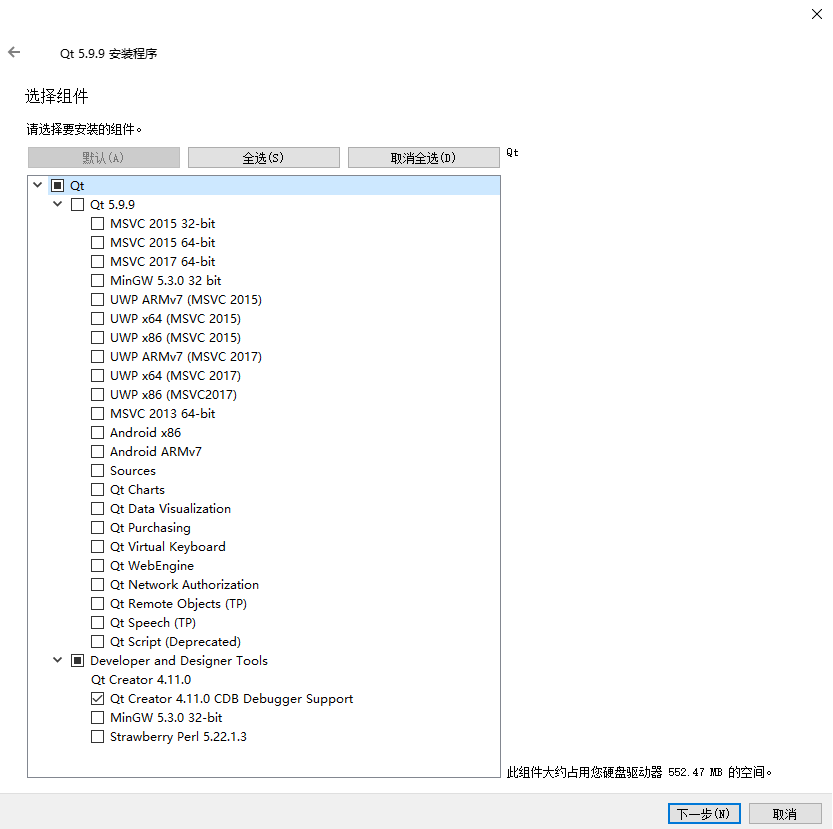 Qt 5.9.9 安装程序
选择组件
请选择要安装的组件。
默认(A) 全选(S) 取消全选(D) Qt
Qt
Qt 5.9.9
MSVC 2015 32-bit
MSVC 2015 64-bit
MSVC 2017 64-bit
MinGW 5.3.0 32 bit
UWP ARMv7 (MSVC 2015)
UWP x64 (MSVC 2015)
UWP x86 (MSVC 2015)
UWP ARMv7 (MSVC 2017)
UWP x64 (MSVC 2017)
UWP x86 (MSVC2017)
MSVC 2013 64-bit
Android x86
Android ARMv7
Sources
Qt Charts
Qt Data Visualization
Qt Purchasing
Qt Virtual Keyboard
Qt WebEngine
Qt Network Authorization
Qt Remote Objects (TP)
Qt Speech (TP)
Qt Script (Deprecated)
Developer and Designer Tools
Qt Creator 4.11.0
Qt Creator 4.11.0 CDB Debugger Support
MinGW 5.3.0 32-bit
Strawberry Perl 5.22.1.3
此组件大约占用您硬盘驱动器 552.47 MB 的空间。
下一步(N) 取消